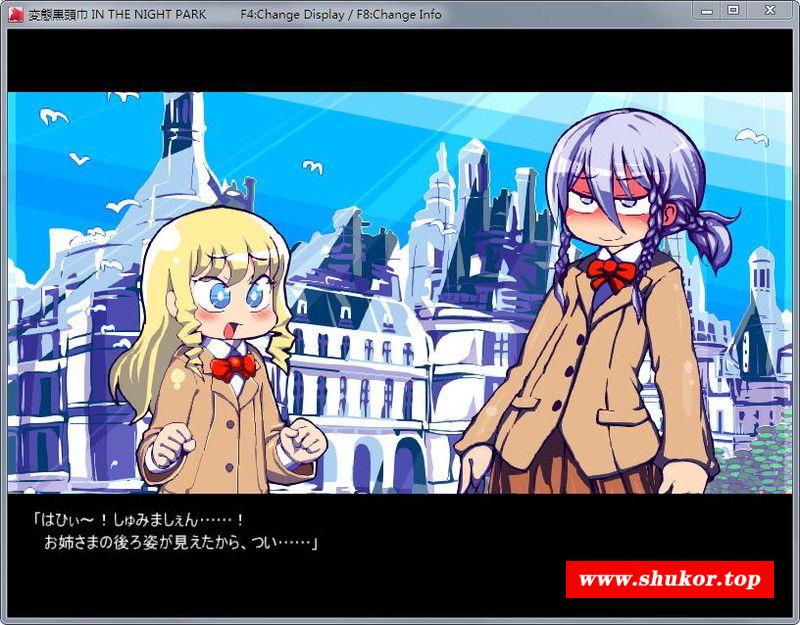 変態黒頭巾 IN THE NIGHT PARK F4:Change Display / F8:Change Info
「はひぃ～！しゅみましぇん……！
お姉さまの後ろ姿が見えたから、つい……」
www.shukor.top